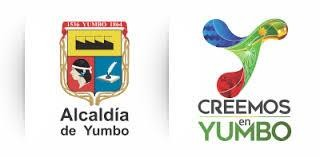 1536 YUMBO 1864
Alcaldía
de Yumbo
CREEMOS
en
YUMBO